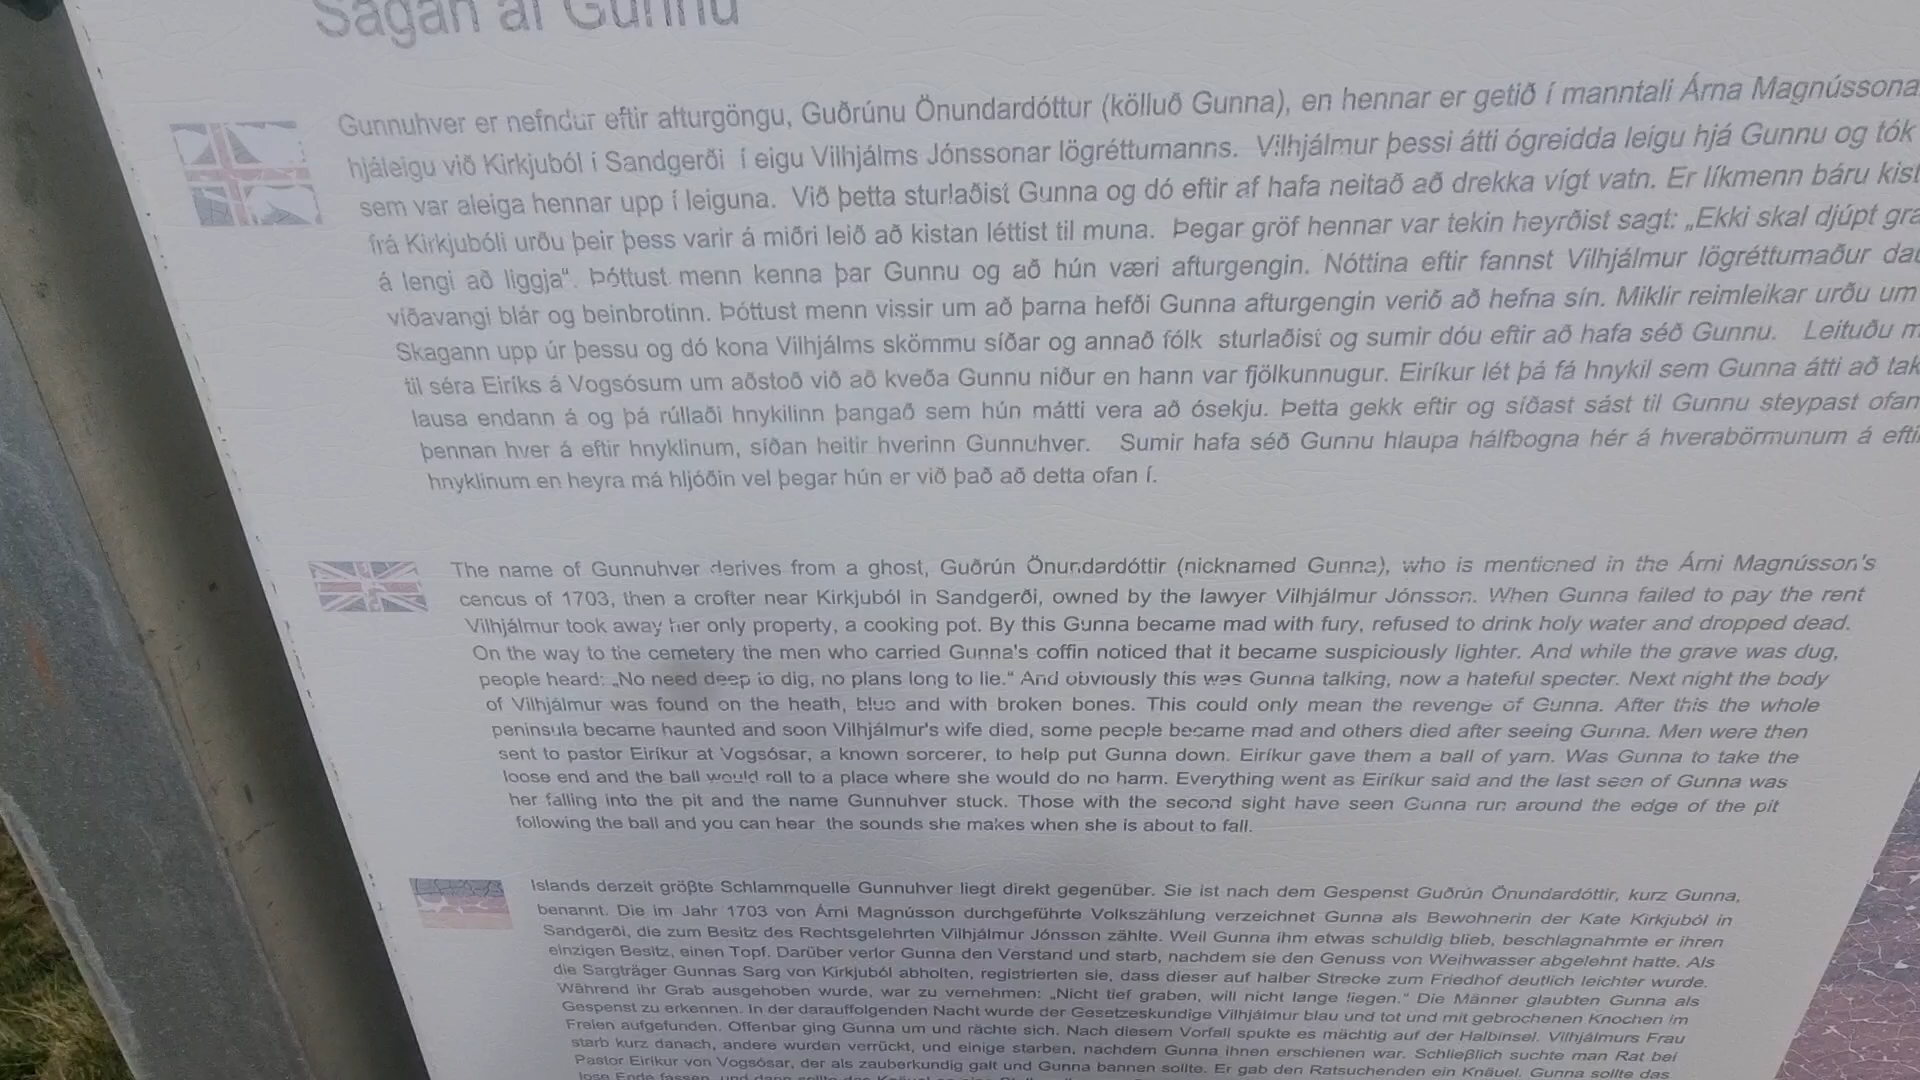 Sagan af Gunnu
Gunnuhver er nefndur eftir afturgöngu, Guðrúnu Önundardóttur (kölluð Gunna), en hennar er getið í manntali Árna Magnússona
hjáleigu við Kirkjuból í Sandgerði í eigu Vilhjálms Jónssonar lögréttumanns. Vilhjálmur þessi átti ógreidda leigu hjá Gunnu og tók
sem var aleiga hennar upp í leiguna. Við þetta sturlaðist Gunna og dó eftir af hafa neitað að drekka vígt vatn. Er líkmenn báru kist
frá Kirkjubóli urðu þeir þess varir á miðri leið að kistan léttist til muna. Þegar gröf hennar var tekin heyrðist sagt: „Ekki skal djúpt gra
á lengi að liggja“. Þóttust menn kenna þar Gunnu og að hún væri afturgengin. Nóttina eftir fannst Vilhjálmur lögréttumaður dau
víðavangi blár og beinbrotinn. Þóttust menn vissir um að þarna hefði Gunna afturgengin verið að hefna sín. Miklir reimleikar urðu um
Skagann upp úr þessu og dó kona Vilhjálms skömmu síðar og annað fólk sturlaðist og sumir dóu eftir að hafa séð Gunnu. Leituðu m
til séra Eiríks á Vogsósum um aðstoð við að kveða Gunnu niður en hann var fjölkunnugur. Eiríkur lét þá fá hnykil sem Gunna átti að tak
lausa endann á og þá rúllaði hnykilinn þangað sem hún mátti vera að ósekju. Þetta gekk eftir og síðast sást til Gunnu steypast ofan
þennan hver á eftir hnyklinum, síðan heitir hverinn Gunnuhver. Sumir hafa séð Gunnu hlaupa hálfbogna hér á hverabörmunum á efti
hnyklinum en heyra má hljóðin vel þegar hún er við það að detta ofan í.
The name of Gunnuhver derives from a ghost, Guðrún Önundardóttir (nicknamed Gunna), who is mentioned in the Árni Magnússon's
cencus of 1703, then a crofter near Kirkjuból in Sandgerði, owned by the lawyer Vilhjálmur Jónsson. When Gunna failed to pay the rent
Vilhjálmur took away her only property, a cooking pot. By this Gunna became mad with fury, refused to drink holy water and dropped dead.
On the way to the cemetery the men who carried Gunna's coffin noticed that it became suspiciously lighter. And while the grave was dug,
people heard: „No need deep to dig, no plans long to lie.“ And obviously this was Gunna talking, now a hateful specter. Next night the body
of Vilhjálmur was found on the heath, blue and with broken bones. This could only mean the revenge of Gunna. After this the whole
peninsula became haunted and soon Vilhjálmur's wife died, some people became mad and others died after seeing Gunna. Men were then
sent to pastor Eiríkur at Vogsósar, a known sorcerer, to help put Gunna down. Eiríkur gave them a ball of yarn. Was Gunna to take the
loose end and the ball would roll to a place where she would do no harm. Everything went as Eiríkur said and the last seen of Gunna was
her falling into the pit and the name Gunnuhver stuck. Those with the second sight have seen Gunna run around the edge of the pit
following the ball and you can hear the sounds she makes when she is about to fall.
Islands derzeit größte Schlammquelle Gunnuhver liegt direkt gegenüber. Sie ist nach dem Gespenst Guðrún Önundardóttir, kurz Gunna,
benannt. Die im Jahr 1703 von Árni Magnússon durchgeführte Volkszählung verzeichnet Gunna als Bewohnerin der Kate Kirkjuból in
Sandgerði, die zum Besitz des Rechtsgelehrten Vilhjálmur Jónsson zählte. Weil Gunna ihm etwas schuldig blieb, beschlagnahmte er ihren
einzigen Besitz, einen Topf. Darüber verlor Gunna den Verstand und starb, nachdem sie den Genuss von Weihwasser abgelehnt hatte. Als
die Sargträger Gunnas Sarg von Kirkjuból abholten, registrierten sie, dass dieser auf halber Strecke zum Friedhof deutlich leichter wurde.
Während ihr Grab ausgehoben wurde, war zu vernehmen: „Nicht tief graben, will nicht lange liegen.“ Die Männer glaubten Gunna als
Gespenst zu erkennen. In der darauffolgenden Nacht wurde der Gesetzeskundige Vilhjálmur blau und tot und mit gebrochenen Knochen im
Freien aufgefunden. Offenbar ging Gunna um und rächte sich. Nach diesem Vorfall spukte es mächtig auf der Halbinsel. Vilhjálmurs Frau
starb kurz danach, andere wurden verrückt, und einige starben, nachdem Gunna ihnen erschienen war. Schließlich suchte man Rat bei
Pastor Eiríkur von Vogsósar, der als zauberkundig galt und Gunna bannen sollte. Er gab den Ratsuchenden ein Knäuel. Gunna sollte das
lose Ende fassen, und dann sollte das Knäuel